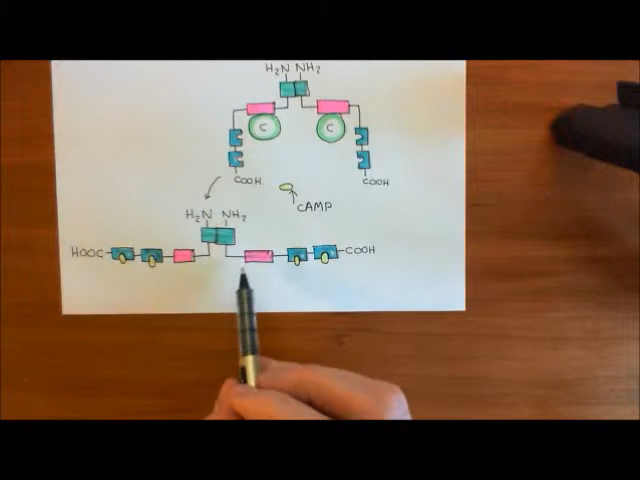 H₂N NH₂
C C
COOH COOH
cAMP
H₂N NH₂
HOOC COOH